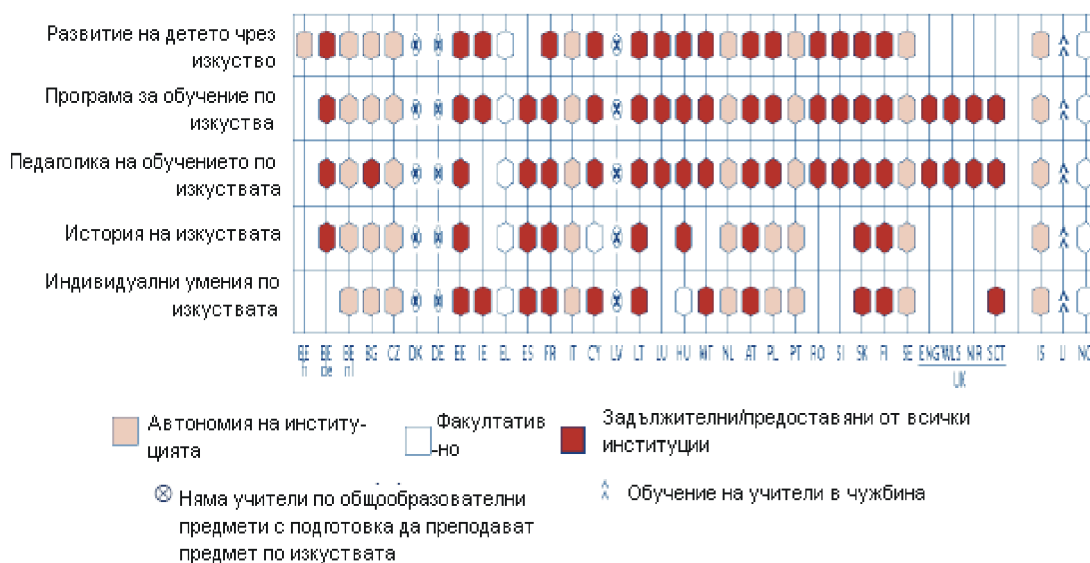 Развитие на детето чрез
изкуство
Програма за обучение по
изкуства
Педагогика на обучението по
изкуствата
История на изкуствата
Индивидуални умения по
изкуствата
BE BE BE BG CZ DK DE EE IE EL ES FR IT CY LV LT LU HU MT NL AT PL PT RO SI SK FI SE ENG WLS NIR SCT IS LI NO
fr de nl
UK
Автономия на институ-
цията
Факултатив
-но
Задължителни/предоставяни от всички
институции
Няма учители по общообразователни
предмети с подготовка да преподават
предмет по изкуствата
Обучение на учители в чужбина